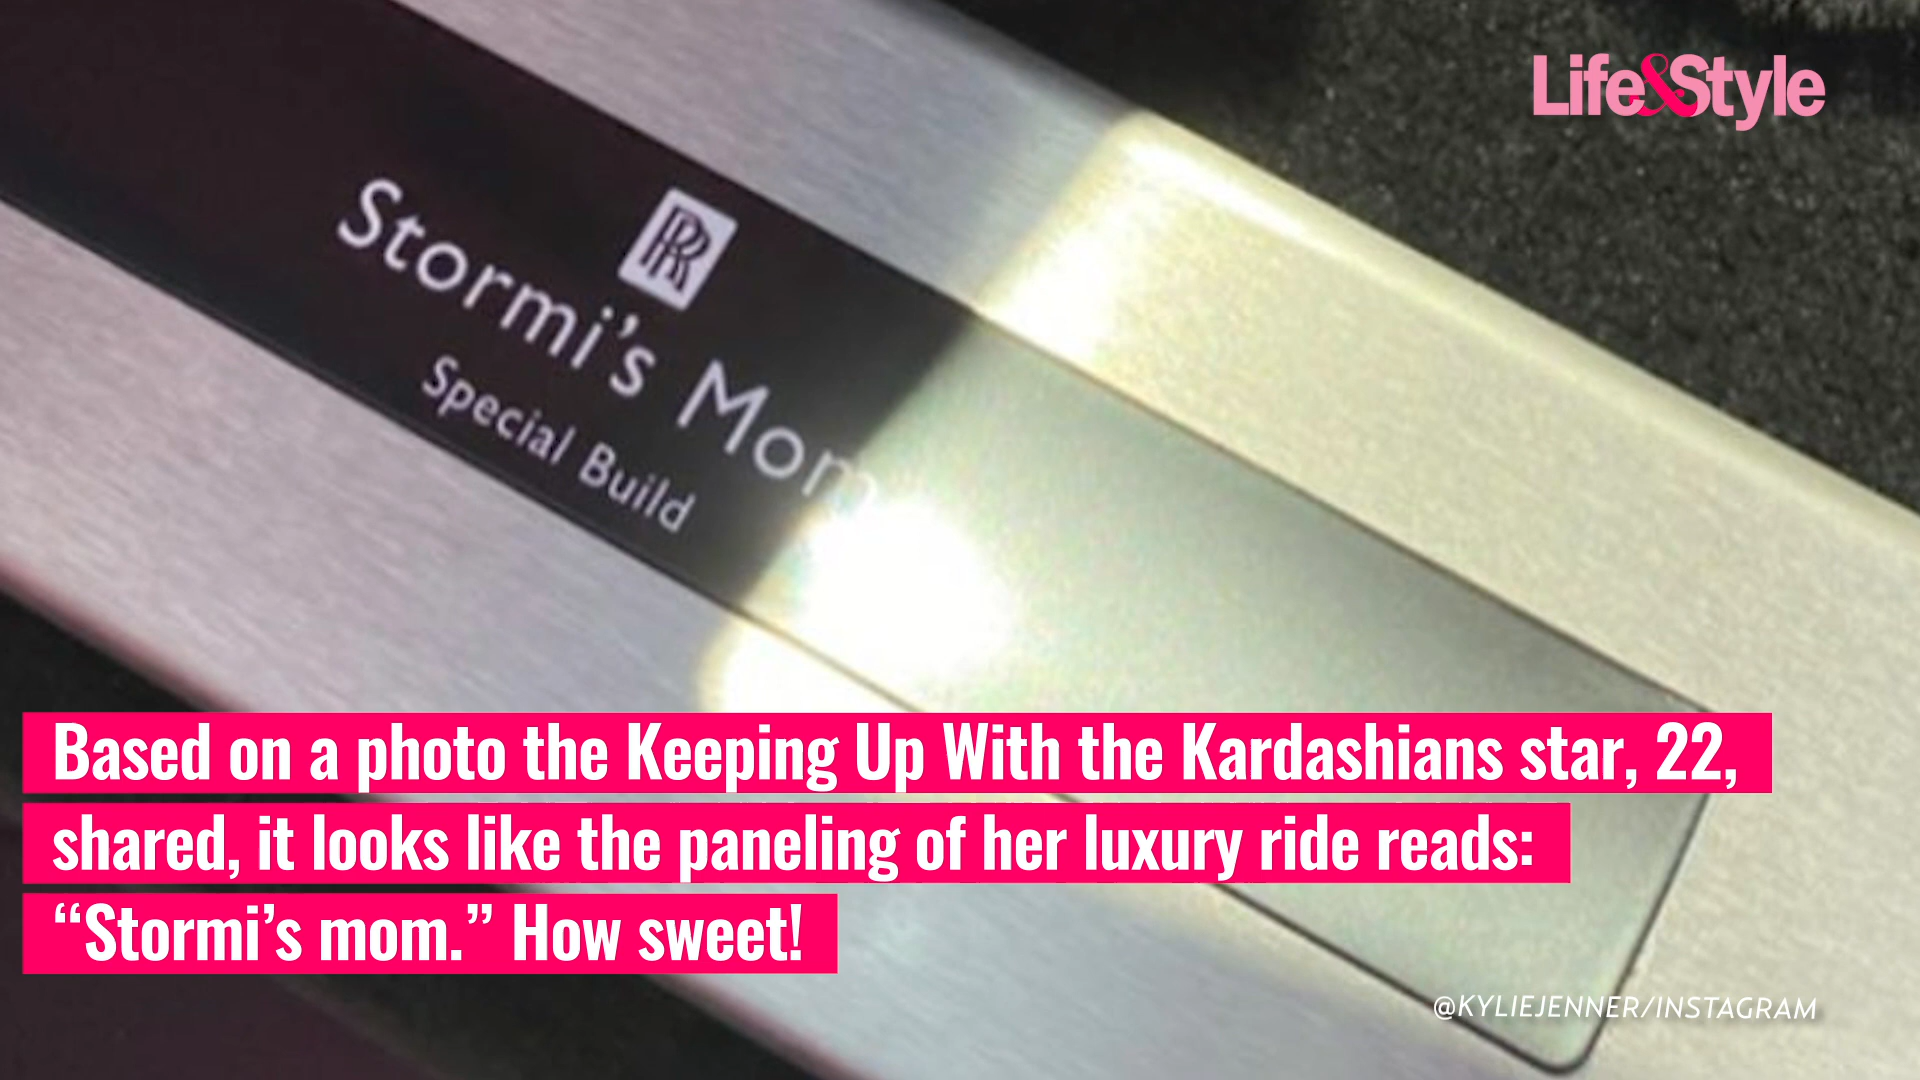 Life&Style
RR
Stormi's Mom
Special Build
Based on a photo the Keeping Up With the Kardashians star, 22,
shared, it looks like the paneling of her luxury ride reads:
“Stormi’s mom.” How sweet!
@KYLIEJENNER/INSTAGRAM